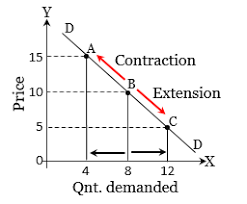 Y
D
A
15
Contraction
B
10
Extension
Price
C
5
D
0
4
8
12
X
Qnt. demanded